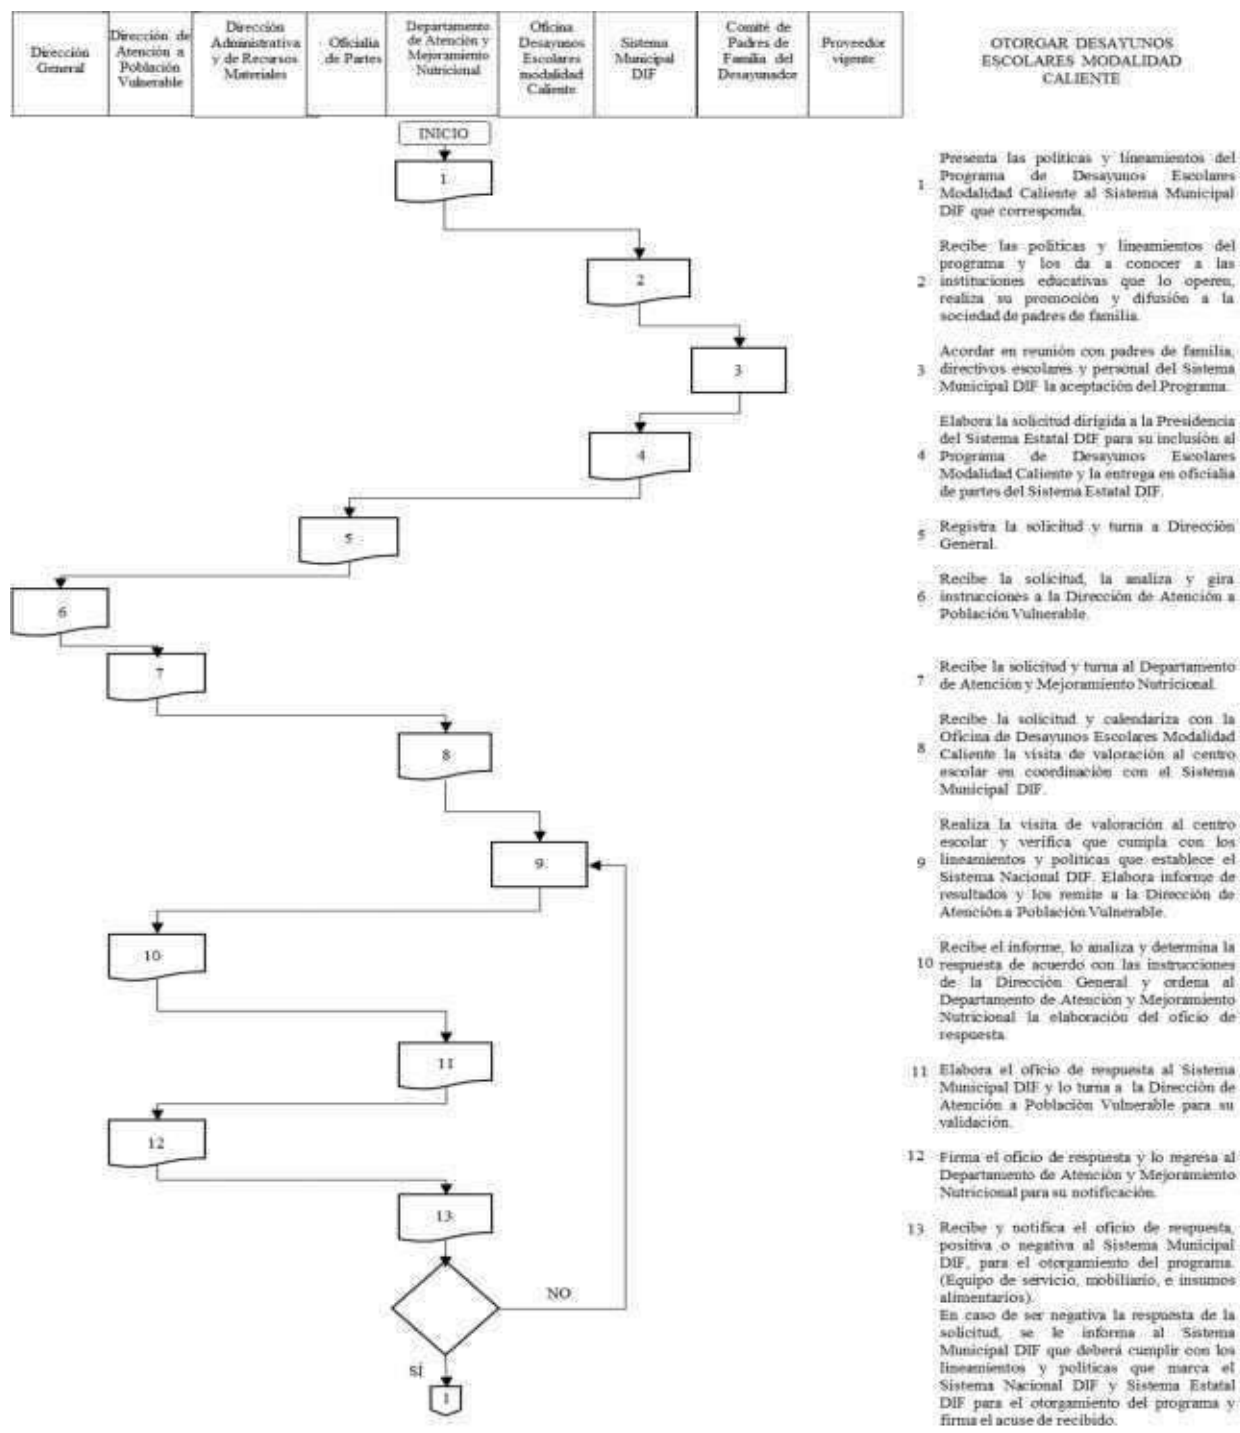 Dirección
General
Dirección de
Atención a
Población
Vulnerable
Dirección
Administrativa
y de Recursos
Materiales
Oficialia
de Partes
Departamento
de Atención y
Mejoramiento
Nutricional
Oficina
Desayunos
Escolares
modalidad
Caliente
Sistema
Municipal
DIF
Comité de
Padres de
Familia del
Desayunador
Proveedor
vigente
OTORGAR DESAYUNOS
ESCOLARES MODALIDAD
CALIENTE
INICIO
1
2
3
4
5
6
7
8
9
10
11
12
13
NO
SÍ
1
Presenta las políticas y lineamientos del
1 Programa de Desayunos Escolares
Modalidad Caliente al Sistema Municipal
DIF que corresponda.
Recibe las políticas y lineamientos del
programa y los da a conocer a las
2 instituciones educativas que lo operen,
realiza su promoción y difusión a la
sociedad de padres de familia.
Acordar en reunión con padres de familia,
3 directivos escolares y personal del Sistema
Municipal DIF la aceptación del Programa.
Elabora la solicitud dirigida a la Presidencia
del Sistema Estatal DIF para su inclusión al
4 Programa de Desayunos Escolares
Modalidad Caliente y la entrega en oficialia
de partes del Sistema Estatal DIF.
5 Registra la solicitud y turna a Dirección
General.
Recibe la solicitud, la analiza y gira
6 instrucciones a la Dirección de Atención a
Población Vulnerable.
7 Recibe la solicitud y turna al Departamento
de Atención y Mejoramiento Nutricional.
Recibe la solicitud y calendariza con la
Oficina de Desayunos Escolares Modalidad
8 Caliente la visita de valoración al centro
escolar en coordinación con el Sistema
Municipal DIF.
Realiza la visita de valoración al centro
escolar y verifica que cumpla con los
9 lineamientos y políticas que establece el
Sistema Nacional DIF. Elabora informe de
resultados y los remite a la Dirección de
Atención a Población Vulnerable.
Recibe el informe, lo analiza y determina la
10 respuesta de acuerdo con las instrucciones
de la Dirección General y ordena al
Departamento de Atención y Mejoramiento
Nutricional la elaboración del oficio de
respuesta.
11 Elabora el oficio de respuesta al Sistema
Municipal DIF y lo turna a la Dirección de
Atención a Población Vulnerable para su
validación.
12 Firma el oficio de respuesta y lo regresa al
Departamento de Atención y Mejoramiento
Nutricional para su notificación.
13 Recibe y notifica el oficio de respuesta,
positiva o negativa al Sistema Municipal
DIF, para el otorgamiento del programa.
(Equipo de servicio, mobiliario, e insumos
alimentarios).
En caso de ser negativa la respuesta de la
solicitud, se le informa al Sistema
Municipal DIF que deberá cumplir con los
lineamientos y políticas que marca el
Sistema Nacional DIF y Sistema Estatal
DIF para el otorgamiento del programa y
firma el acuse de recibido.